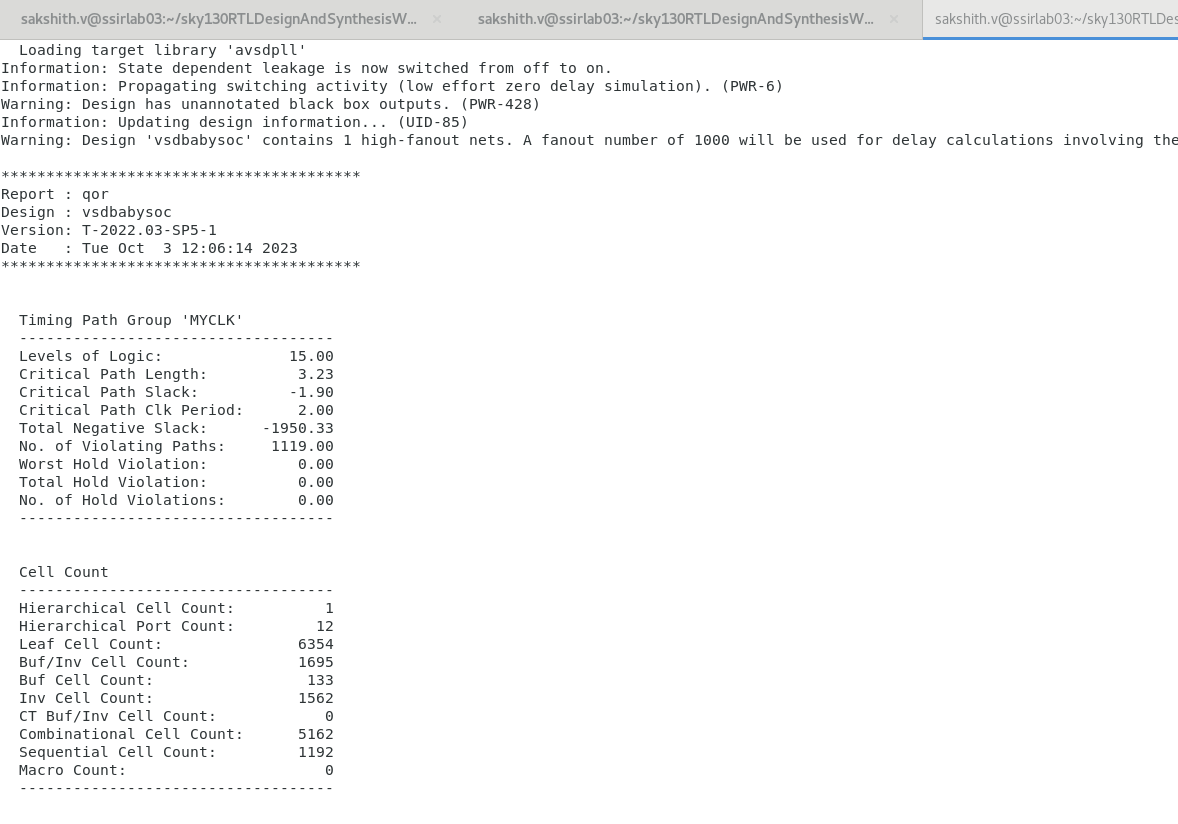 sakshith.v@ssirlab03:~/sky130RTLDesignAndSynthesisW... × sakshith.v@ssirlab03:~/sky130RTLDesignAndSynthesisW... × sakshith.v@ssirlab03:~/sky130RTLDes
Loading target library 'avsdpll'
Information: State dependent leakage is now switched from off to on.
Information: Propagating switching activity (low effort zero delay simulation). (PWR-6)
Warning: Design has unannotated black box outputs. (PWR-428)
Information: Updating design information... (UID-85)
Warning: Design 'vsdbabysoc' contains 1 high-fanout nets. A fanout number of 1000 will be used for delay calculations involving the
****************************************
Report : qor
Design : vsdbabysoc
Version: T-2022.03-SP5-1
Date   : Tue Oct  3 12:06:14 2023
****************************************
Timing Path Group 'MYCLK'
-----------------------------------
Levels of Logic:              15.00
Critical Path Length:          3.23
Critical Path Slack:          -1.90
Critical Path Clk Period:      2.00
Total Negative Slack:      -1950.33
No. of Violating Paths:     1119.00
Worst Hold Violation:          0.00
Total Hold Violation:          0.00
No. of Hold Violations:        0.00
-----------------------------------
Cell Count
-----------------------------------
Hierarchical Cell Count:          1
Hierarchical Port Count:         12
Leaf Cell Count:               6354
Buf/Inv Cell Count:            1695
Buf Cell Count:                 133
Inv Cell Count:                1562
CT Buf/Inv Cell Count:            0
Combinational Cell Count:      5162
Sequential Cell Count:         1192
Macro Count:                      0
-----------------------------------